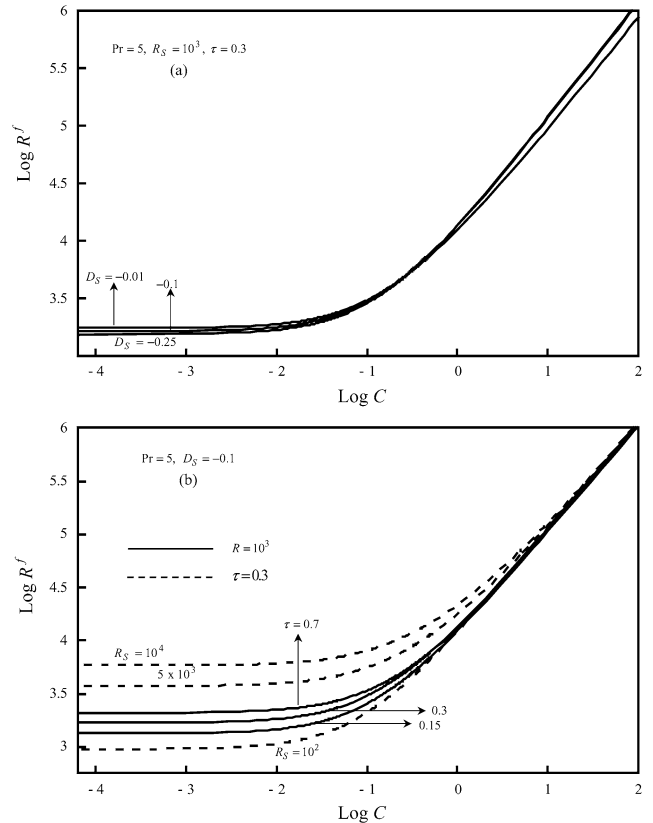 6
Pr = 5, R_S = 10^3, τ = 0.3
(a)
5.5
5
Log R^f
4.5
4
D_S = −0.01
−0.1
3.5
D_S = −0.25
- 4
- 3
- 2
- 1
0
1
2
Log C
6
Pr = 5, D_S = −0.1
(b)
5.5
5
R = 10^3
τ = 0.3
Log R^f
4.5
τ = 0.7
4
R_S = 10^4
5 x 10^3
3.5
0.3
0.15
3
R_S = 10^2
- 4
- 3
- 2
- 1
0
1
2
Log C